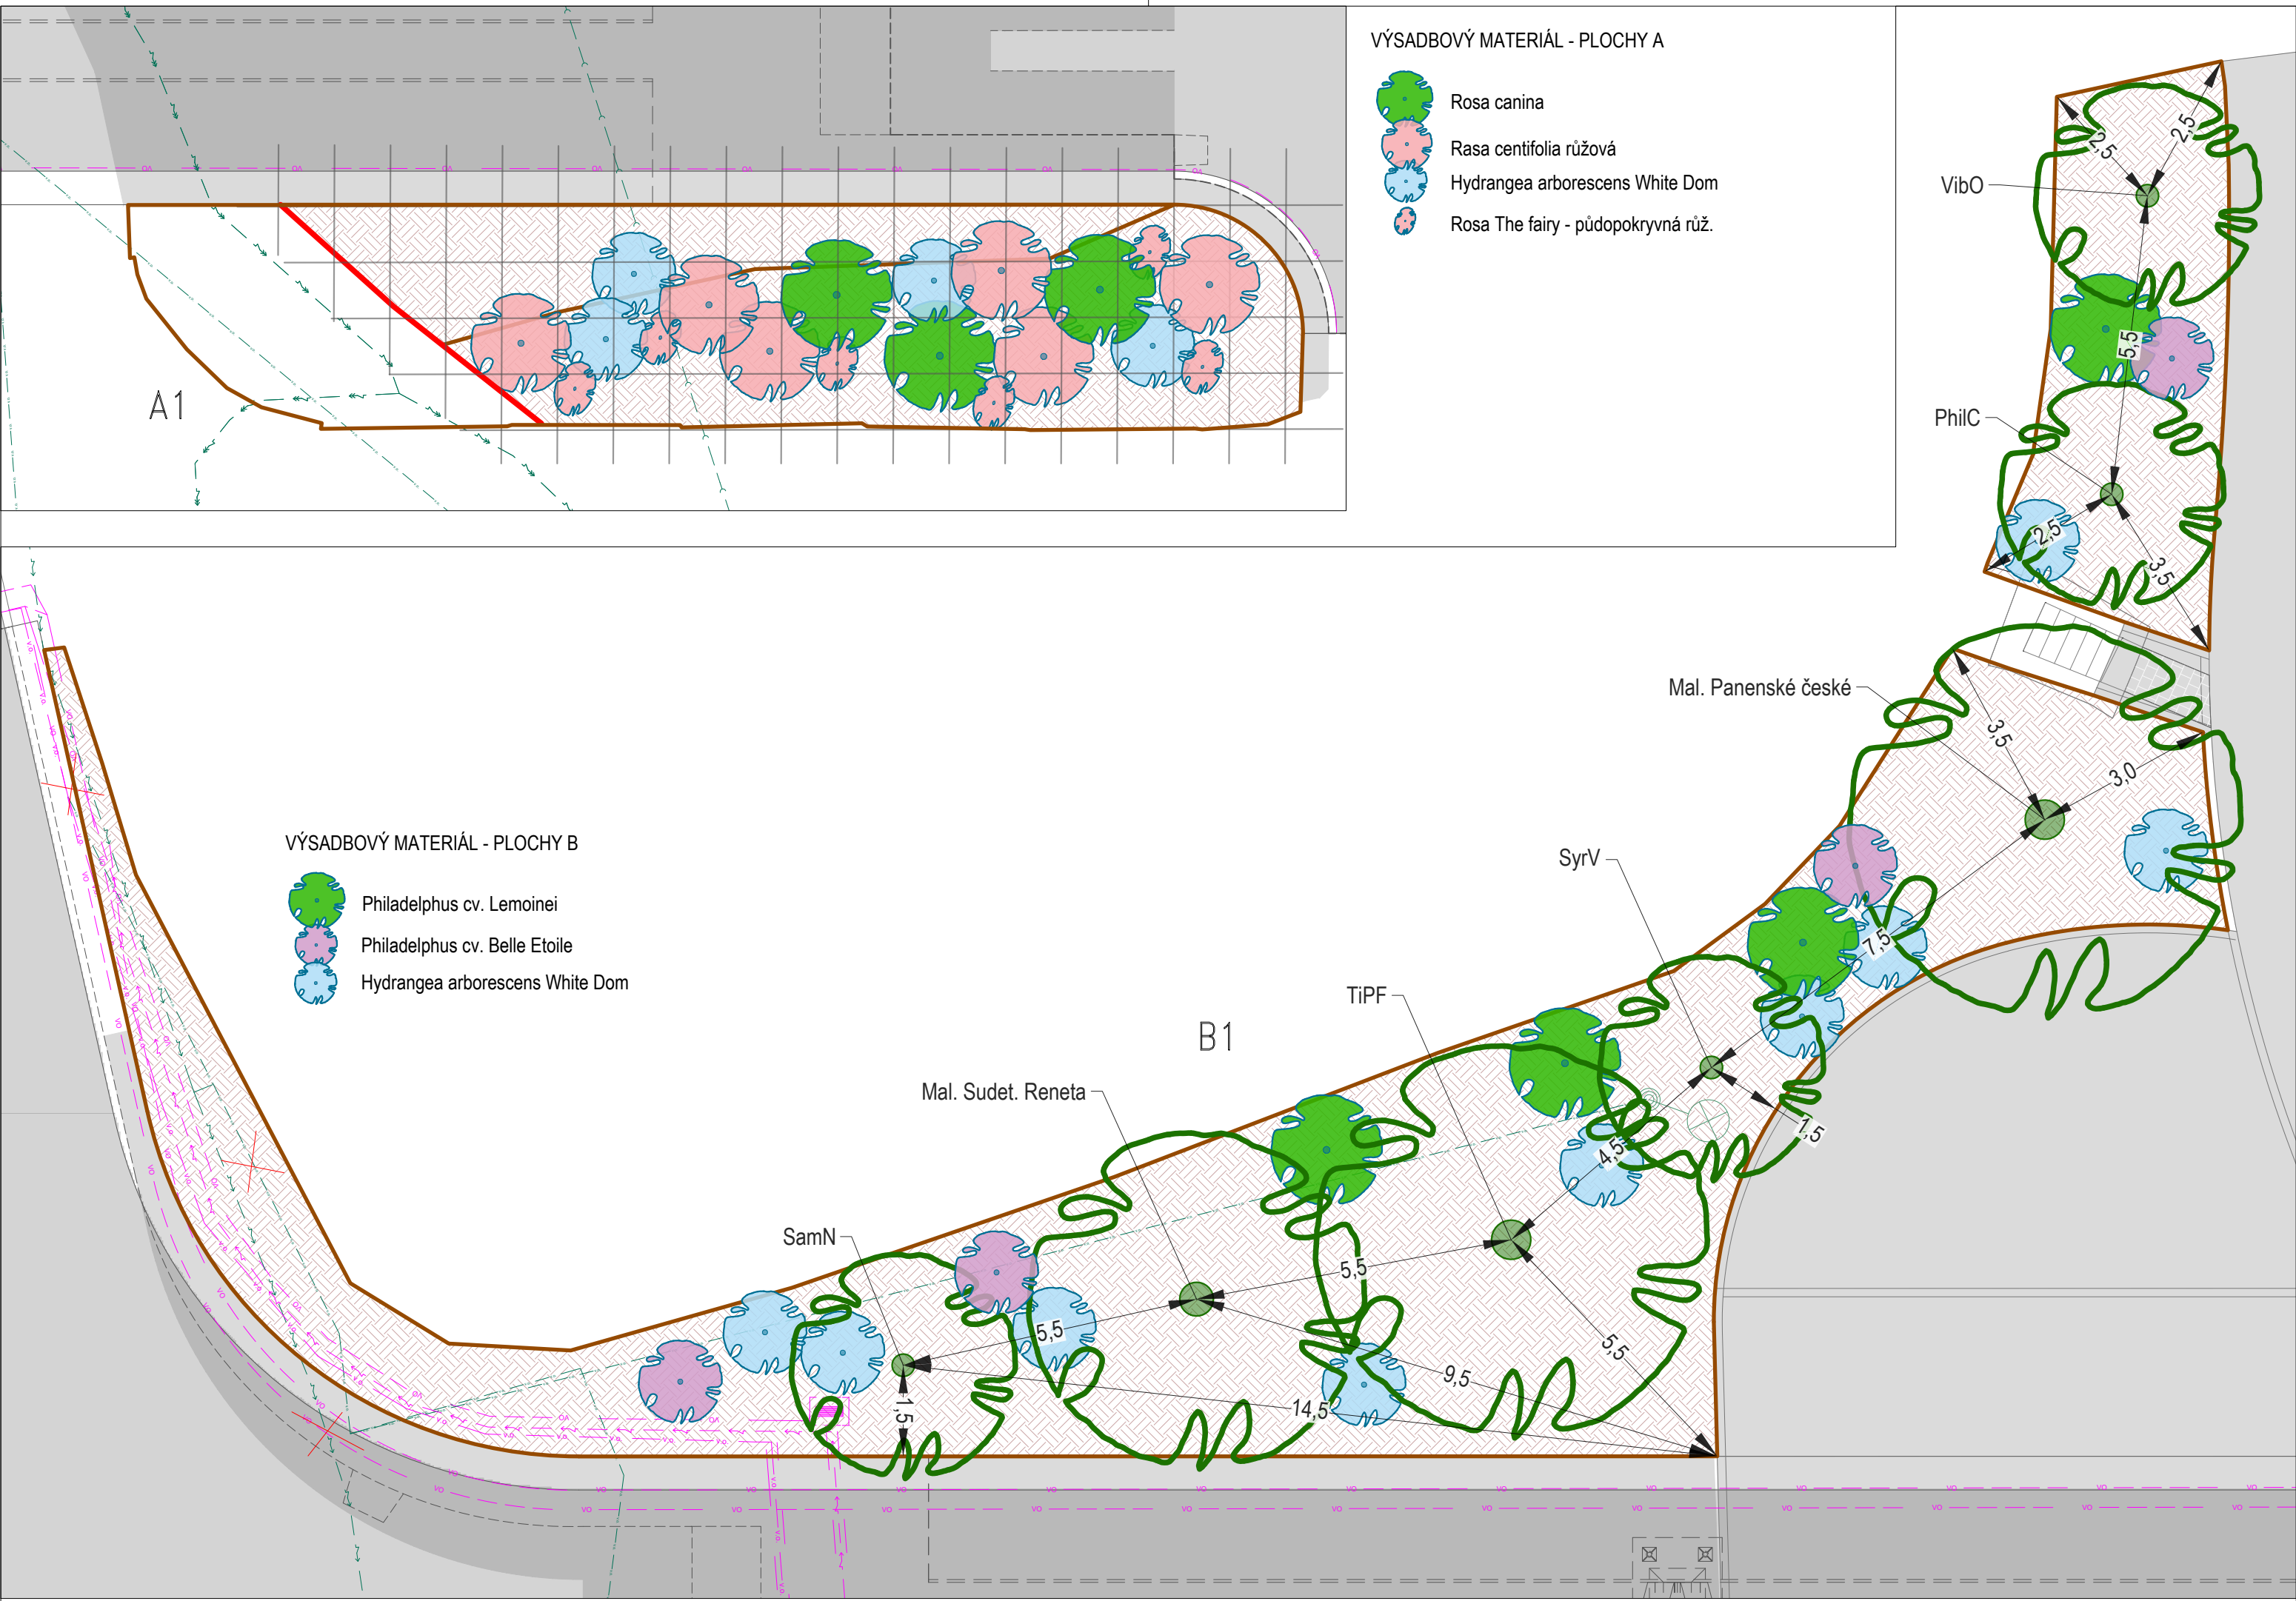 VÝSADBOVÝ MATERIÁL - PLOCHY A
Rosa canina
Rasa centifolia růžová
Hydrangea arborescens White Dom
Rosa The fairy - půdopokryvná růž.
A1
VibO
2,5
2,5
5,5
PhilC
2,5
3,5
Mal. Panenské české
3,5
3,0
VÝSADBOVÝ MATERIÁL - PLOCHY B
Philadelphus cv. Lemoinei
Philadelphus cv. Belle Etoile
Hydrangea arborescens White Dom
SyrV
7,5
TiPF
B1
Mal. Sudet. Reneta
4,5
1,5
SamN
5,5
5,5
5,5
9,5
14,5
1,5